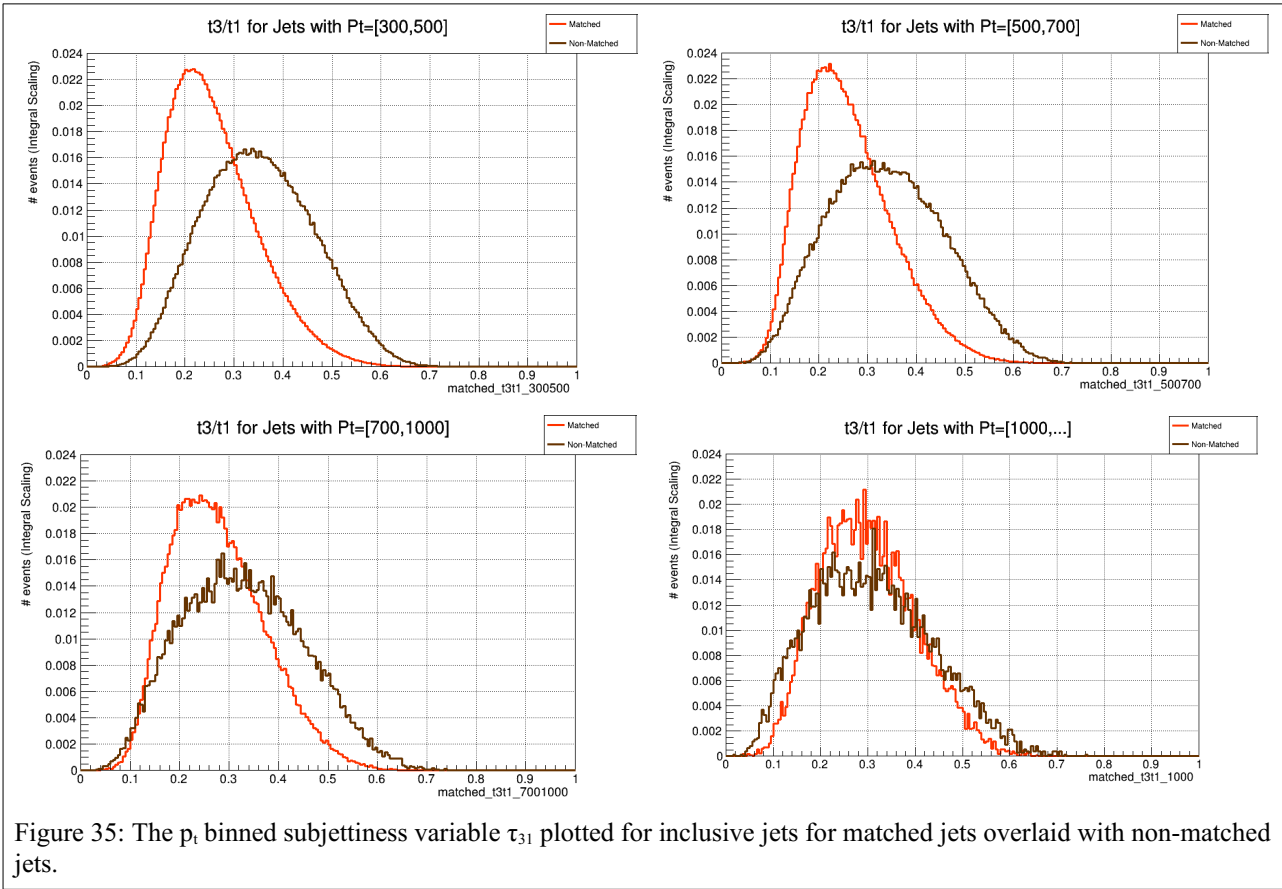 t3/t1 for Jets with Pt=[300,500]
Matched
Non-Matched
# events (Integral Scaling)
0.024
0.022
0.02
0.018
0.016
0.014
0.012
0.01
0.008
0.006
0.004
0.002
0
0 0.1 0.2 0.3 0.4 0.5 0.6 0.7 0.8 0.9 1
matched_t3t1_300500
t3/t1 for Jets with Pt=[500,700]
Matched
Non-Matched
# events (Integral Scaling)
0.024
0.022
0.02
0.018
0.016
0.014
0.012
0.01
0.008
0.006
0.004
0.002
0
0 0.1 0.2 0.3 0.4 0.5 0.6 0.7 0.8 0.9 1
matched_t3t1_500700
t3/t1 for Jets with Pt=[700,1000]
Matched
Non-Matched
# events (Integral Scaling)
0.024
0.022
0.02
0.018
0.016
0.014
0.012
0.01
0.008
0.006
0.004
0.002
0
0 0.1 0.2 0.3 0.4 0.5 0.6 0.7 0.8 0.9 1
matched_t3t1_7001000
t3/t1 for Jets with Pt=[1000,...]
Matched
Non-Matched
# events (Integral Scaling)
0.024
0.022
0.02
0.018
0.016
0.014
0.012
0.01
0.008
0.006
0.004
0.002
0
0 0.1 0.2 0.3 0.4 0.5 0.6 0.7 0.8 0.9 1
matched_t3t1_1000
Figure 35: The pₜ binned subjettiness variable τ₃₁ plotted for inclusive jets for matched jets overlaid with non-matched
jets.